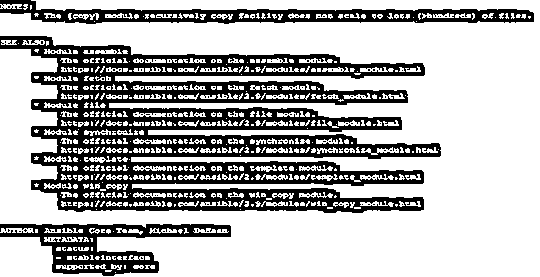 NOTES:
* The [copy] module recursively copy facility does not scale to lots (>hundreds) of files.
SEE ALSO:
* Module assemble
The official documentation on the assemble module.
https://docs.ansible.com/ansible/2.9/modules/assemble_module.html
* Module fetch
The official documentation on the fetch module.
https://docs.ansible.com/ansible/2.9/modules/fetch_module.html
* Module file
The official documentation on the file module.
https://docs.ansible.com/ansible/2.9/modules/file_module.html
* Module synchronize
The official documentation on the synchronize module.
https://docs.ansible.com/ansible/2.9/modules/synchronize_module.html
* Module template
The official documentation on the template module.
https://docs.ansible.com/ansible/2.9/modules/template_module.html
* Module win_copy
The official documentation on the win_copy module.
https://docs.ansible.com/ansible/2.9/modules/win_copy_module.html
AUTHOR: Ansible Core Team, Michael DeHaan
METADATA:
status:
- stableinterface
supported_by: core